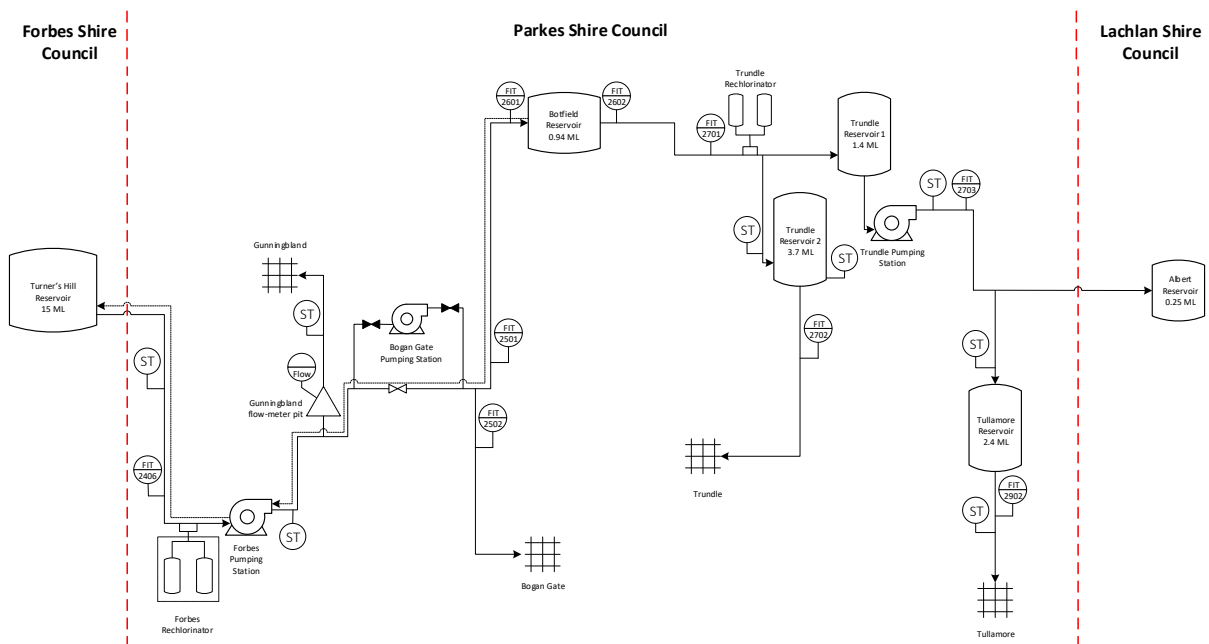 Forbes Shire
Council
Parkes Shire Council
Lachlan Shire
Council
FIT
2601
Botfield
Reservoir
0.94 ML
FIT
2602
Trundle
Rechlorinator
FIT
2701
Trundle
Reservoir 1
1.4 ML
ST
FIT
2703
Trundle Pumping
Station
ST
Trundle
Reservoir 2
3.7 ML
ST
Gunningbland
Turner's Hill
Reservoir
15 ML
ST
Bogan Gate
Pumping Station
Albert
Reservoir
0.25 ML
FIT
2501
FIT
2702
ST
ST
Flow
Gunningbland
flow-meter pit
FIT
2502
Tullamore
Reservoir
2.4 ML
FIT
2406
Trundle
FIT
2902
ST
ST
Forbes
Pumping
Station
Bogan Gate
Forbes
Rechlorinator
Tullamore